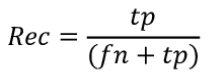 Rec = tp / (fn + tp)